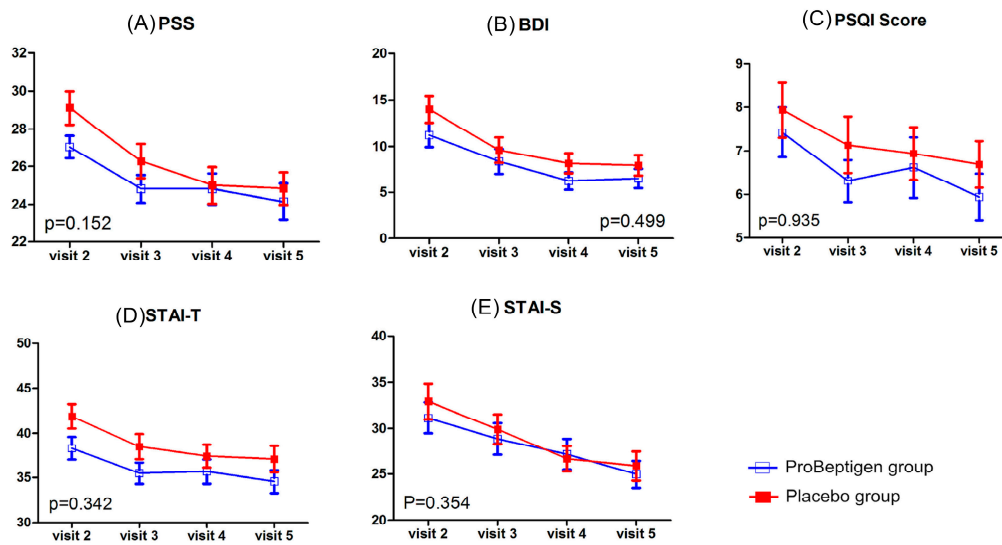 (A) PSS
32
30
28
26
24
22
p=0.152
visit 2 visit 3 visit 4 visit 5
(B) BDI
20
15
10
5
0
p=0.499
visit 2 visit 3 visit 4 visit 5
(C) PSQI Score
9
8
7
6
5
p=0.935
visit 2 visit 3 visit 4 visit 5
(D) STAI-T
50
45
40
35
30
p=0.342
visit 2 visit 3 visit 4 visit 5
(E) STAI-S
40
35
30
25
20
P=0.354
visit 2 visit 3 visit 4 visit 5
ProBeptigen group
Placebo group